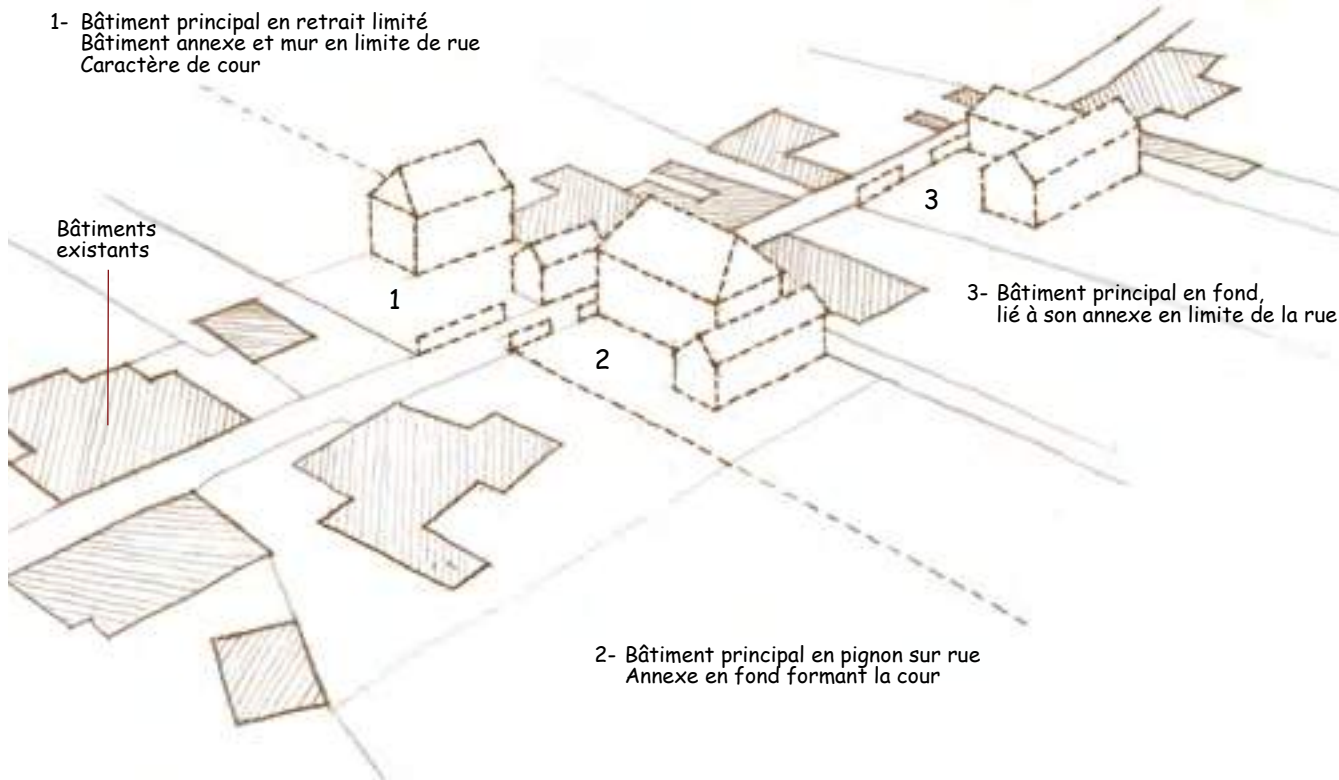 1- Bâtiment principal en retrait limité
Bâtiment annexe et mur en limite de rue
Caractère de cour
Bâtiments
existants
1
2
3
3- Bâtiment principal en fond,
lié à son annexe en limite de la rue
2- Bâtiment principal en pignon sur rue
Annexe en fond formant la cour